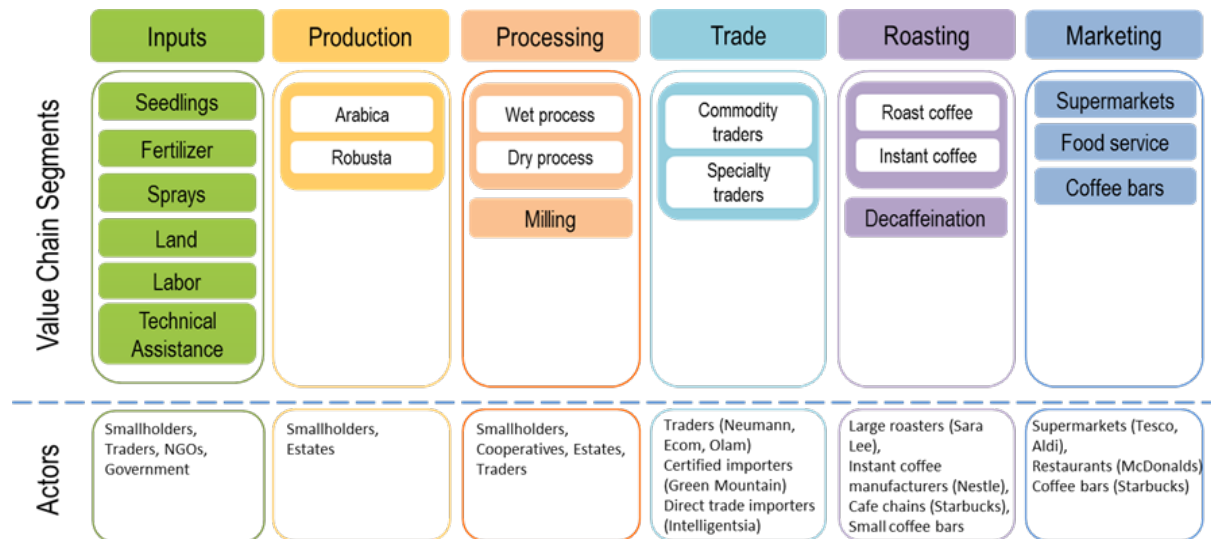 Inputs
Production
Processing
Trade
Roasting
Marketing
Value Chain Segments
Seedlings
Fertilizer
Sprays
Land
Labor
Technical
Assistance
Arabica
Robusta
Wet process
Dry process
Milling
Commodity
traders
Specialty
traders
Roast coffee
Instant coffee
Decaffeination
Supermarkets
Food service
Coffee bars
Actors
Smallholders,
Traders, NGOs,
Government
Smallholders,
Estates
Smallholders,
Cooperatives, Estates,
Traders
Traders (Neumann,
Ecom, Olam)
Certified importers
(Green Mountain)
Direct trade importers
(Intelligentsia)
Large roasters (Sara
Lee),
Instant coffee
manufacturers (Nestle),
Cafe chains (Starbucks),
Small coffee bars
Supermarkets (Tesco,
Aldi),
Restaurants (McDonalds)
Coffee bars (Starbucks)